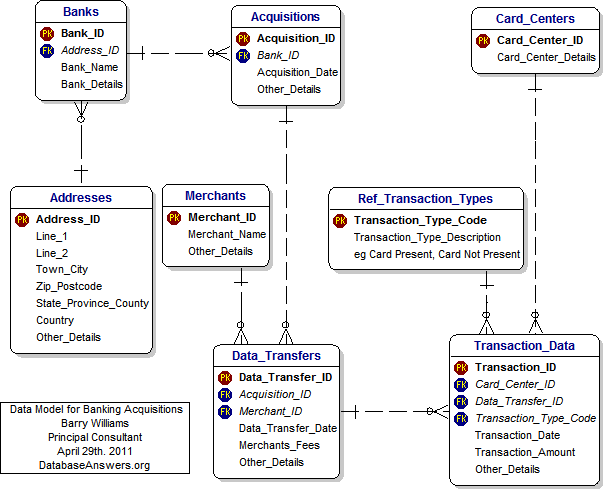 Banks
PK Bank_ID
FK Address_ID
Bank_Name
Bank_Details
Acquisitions
PK Acquisition_ID
FK Bank_ID
Acquisition_Date
Other_Details
Card_Centers
PK Card_Center_ID
Card_Center_Details
Addresses
PK Address_ID
Line_1
Line_2
Town_City
Zip_Postcode
State_Province_County
Country
Other_Details
Merchants
PK Merchant_ID
Merchant_Name
Other_Details
Ref_Transaction_Types
PK Transaction_Type_Code
Transaction_Type_Description
eg Card Present, Card Not Present
Data_Transfers
PK Data_Transfer_ID
FK Acquisition_ID
FK Merchant_ID
Data_Transfer_Date
Merchants_Fees
Other_Details
Transaction_Data
PK Transaction_ID
FK Card_Center_ID
FK Data_Transfer_ID
FK Transaction_Type_Code
Transaction_Date
Transaction_Amount
Other_Details
Data Model for Banking Acquisitions
Barry Williams
Principal Consultant
April 29th. 2011
DatabaseAnswers.org